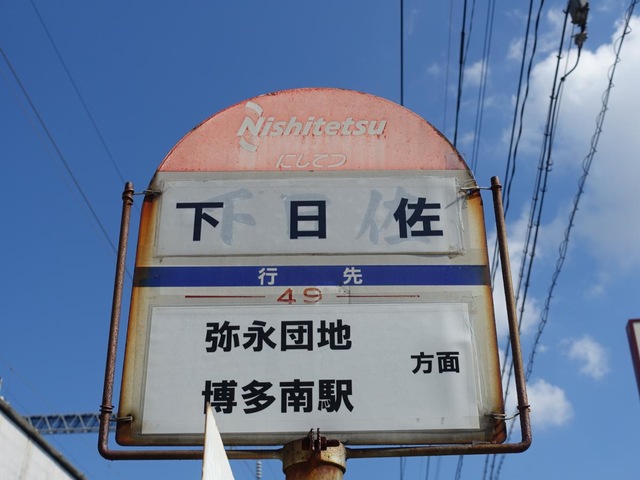 Nishitetsu
にしてつ
下日佐
行先
49
弥永団地
方面
博多南駅